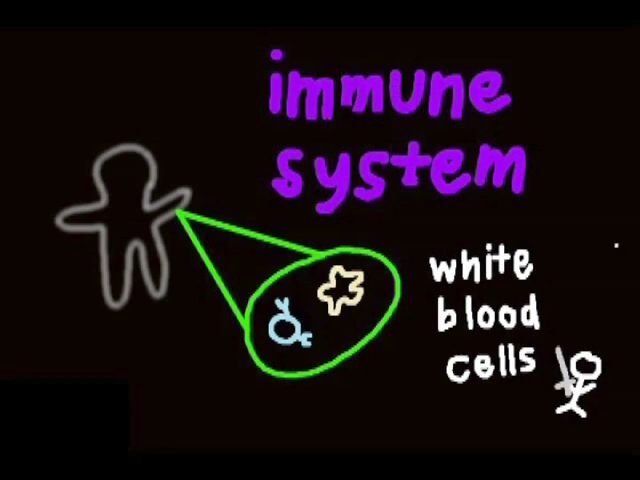 immune
system
white
blood
cells